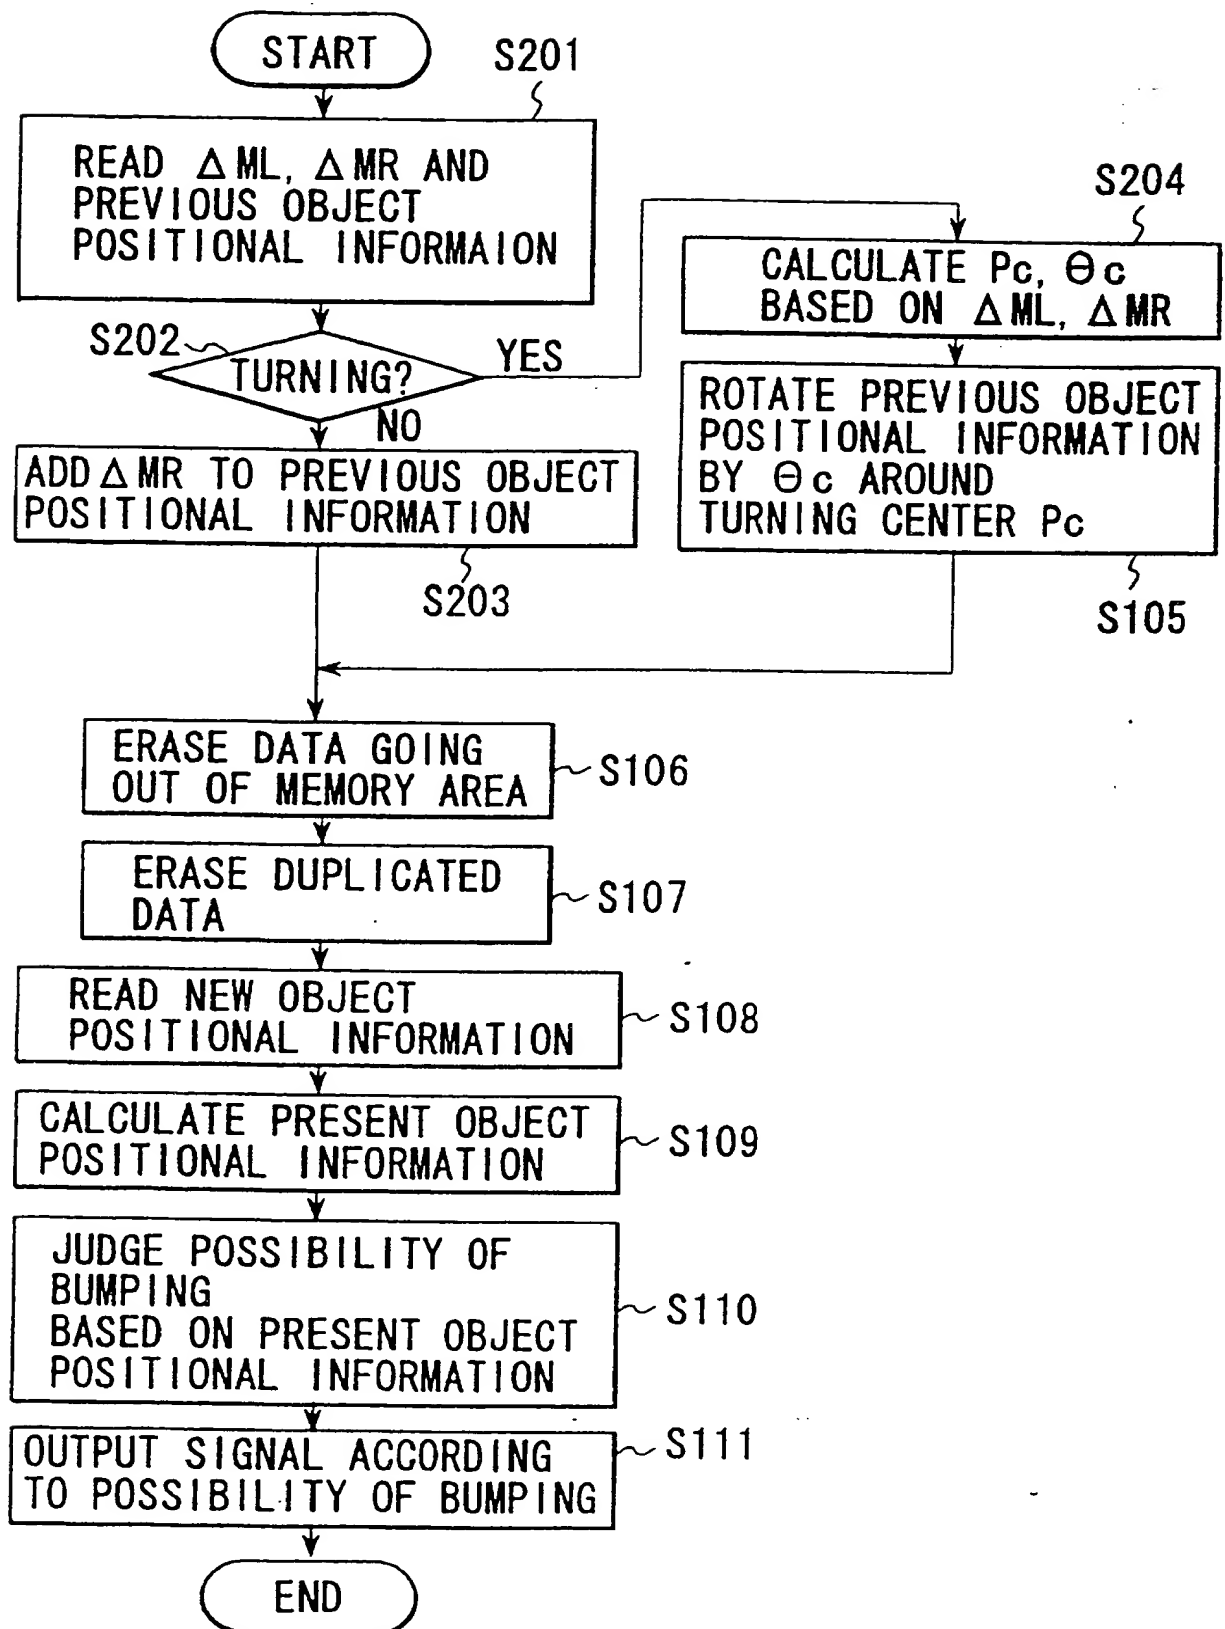 START
S201
READ ΔML, ΔMR AND
PREVIOUS OBJECT
POSITIONAL INFORMAION
S202
TURNING?
YES
NO
S204
CALCULATE Pc, Θc
BASED ON ΔML, ΔMR
ROTATE PREVIOUS OBJECT
POSITIONAL INFORMATION
BY Θc AROUND
TURNING CENTER Pc
S105
ADD ΔMR TO PREVIOUS OBJECT
POSITIONAL INFORMATION
S203
ERASE DATA GOING
OUT OF MEMORY AREA
S106
ERASE DUPLICATED
DATA
S107
READ NEW OBJECT
POSITIONAL INFORMATION
S108
CALCULATE PRESENT OBJECT
POSITIONAL INFORMATION
S109
JUDGE POSSIBILITY OF
BUMPING
BASED ON PRESENT OBJECT
POSITIONAL INFORMATION
S110
OUTPUT SIGNAL ACCORDING
TO POSSIBILITY OF BUMPING
S111
END